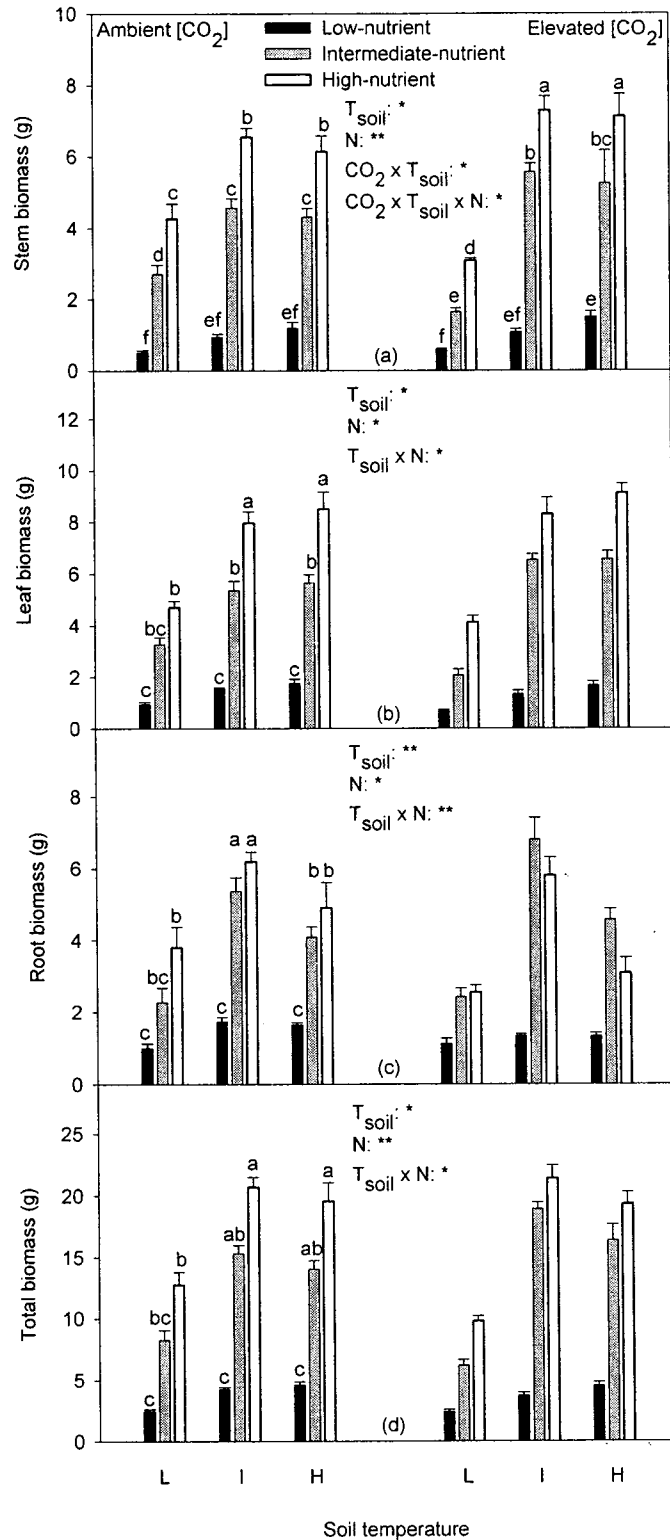 Ambient [CO2]
Elevated [CO2]
Low-nutrient
Intermediate-nutrient
High-nutrient
Tsoil: *
N: **
CO2 x Tsoil: *
CO2 x Tsoil x N: *
Stem biomass (g)
10
8
6
4
2
0
f d c ef c b ef c b
f e d ef b a e bc a
(a)
Tsoil: *
N: *
Tsoil x N: *
Leaf biomass (g)
12
10
8
6
4
2
0
c bc b c b a c b a
(b)
Tsoil: **
N: *
Tsoil x N: **
Root biomass (g)
8
6
4
2
0
c bc b c a a c b b
(c)
Tsoil: *
N: **
Tsoil x N: *
Total biomass (g)
25
20
15
10
5
0
c bc b c ab a c ab a
(d)
L I H L I H
Soil temperature